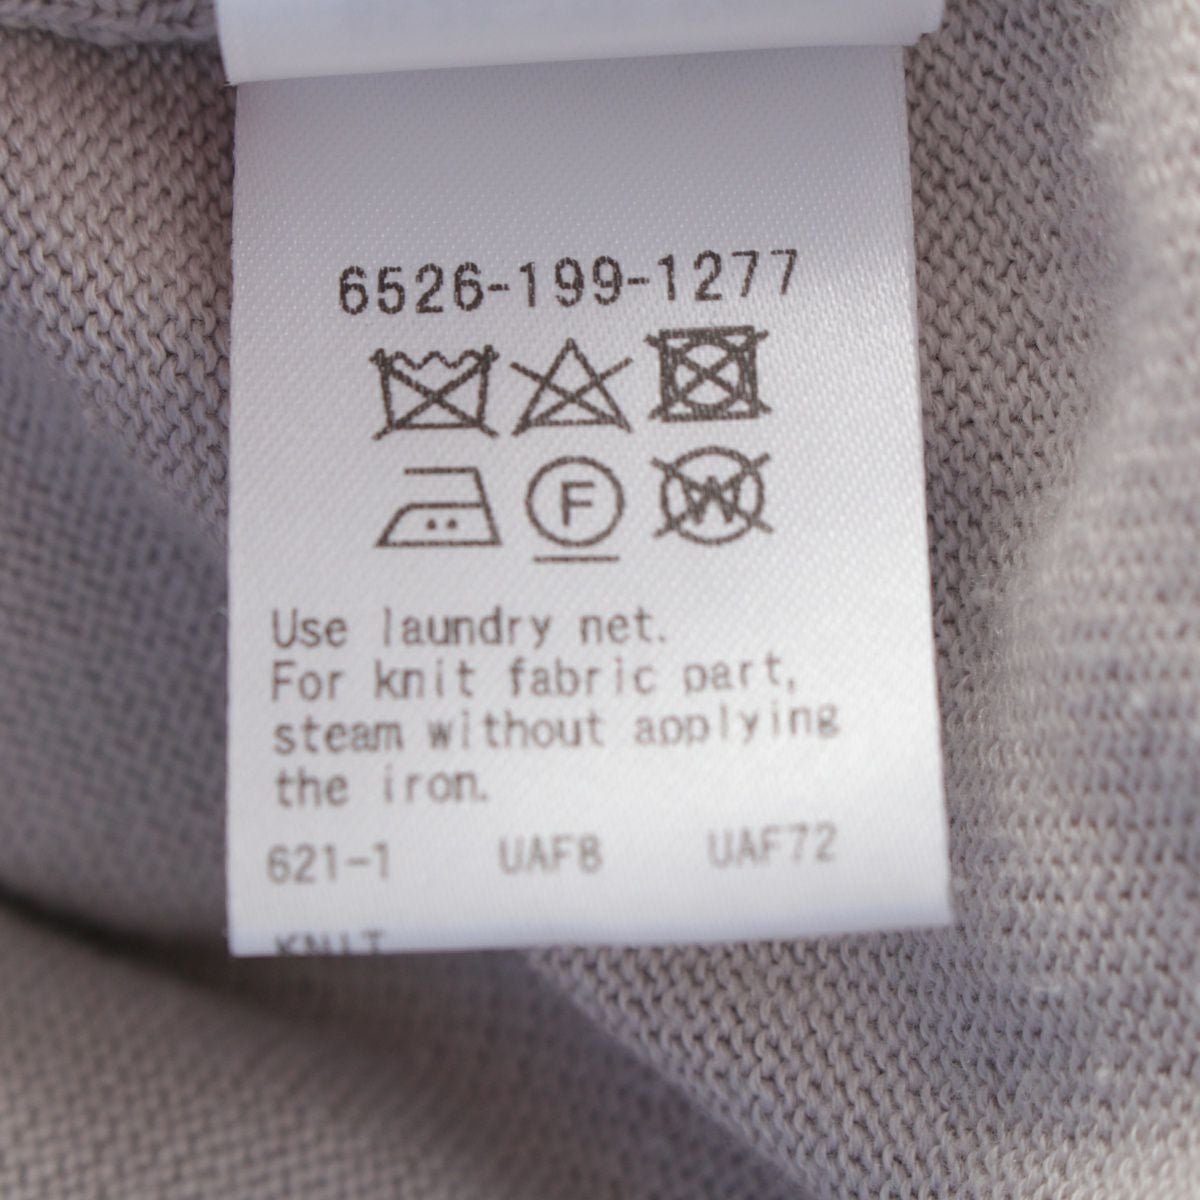 6526-199-1277
F W
Use laundry net.
For knit fabric part,
steam without applying
the iron.
621-1 UAF8 UAF72
KNIT